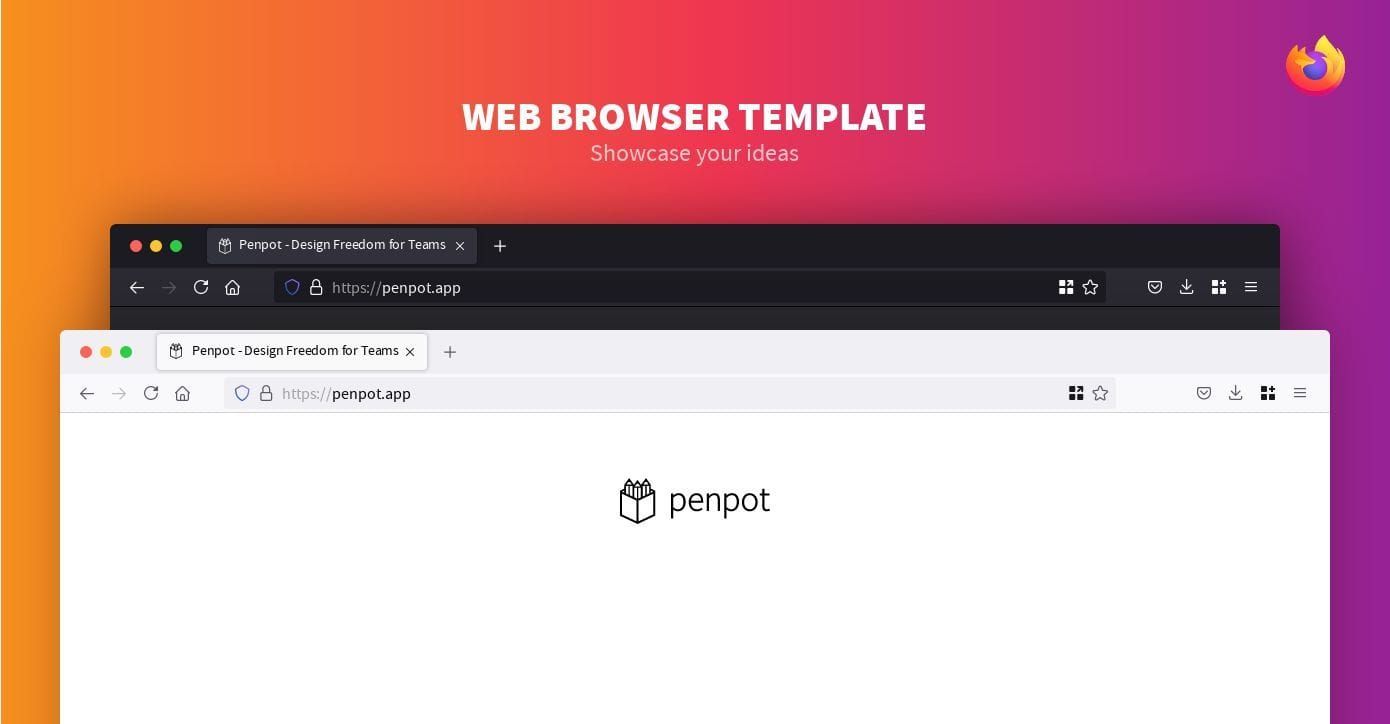 WEB BROWSER TEMPLATE
Showcase your ideas
Penpot - Design Freedom for Teams
https://penpot.app
Penpot - Design Freedom for Teams
https://penpot.app
penpot